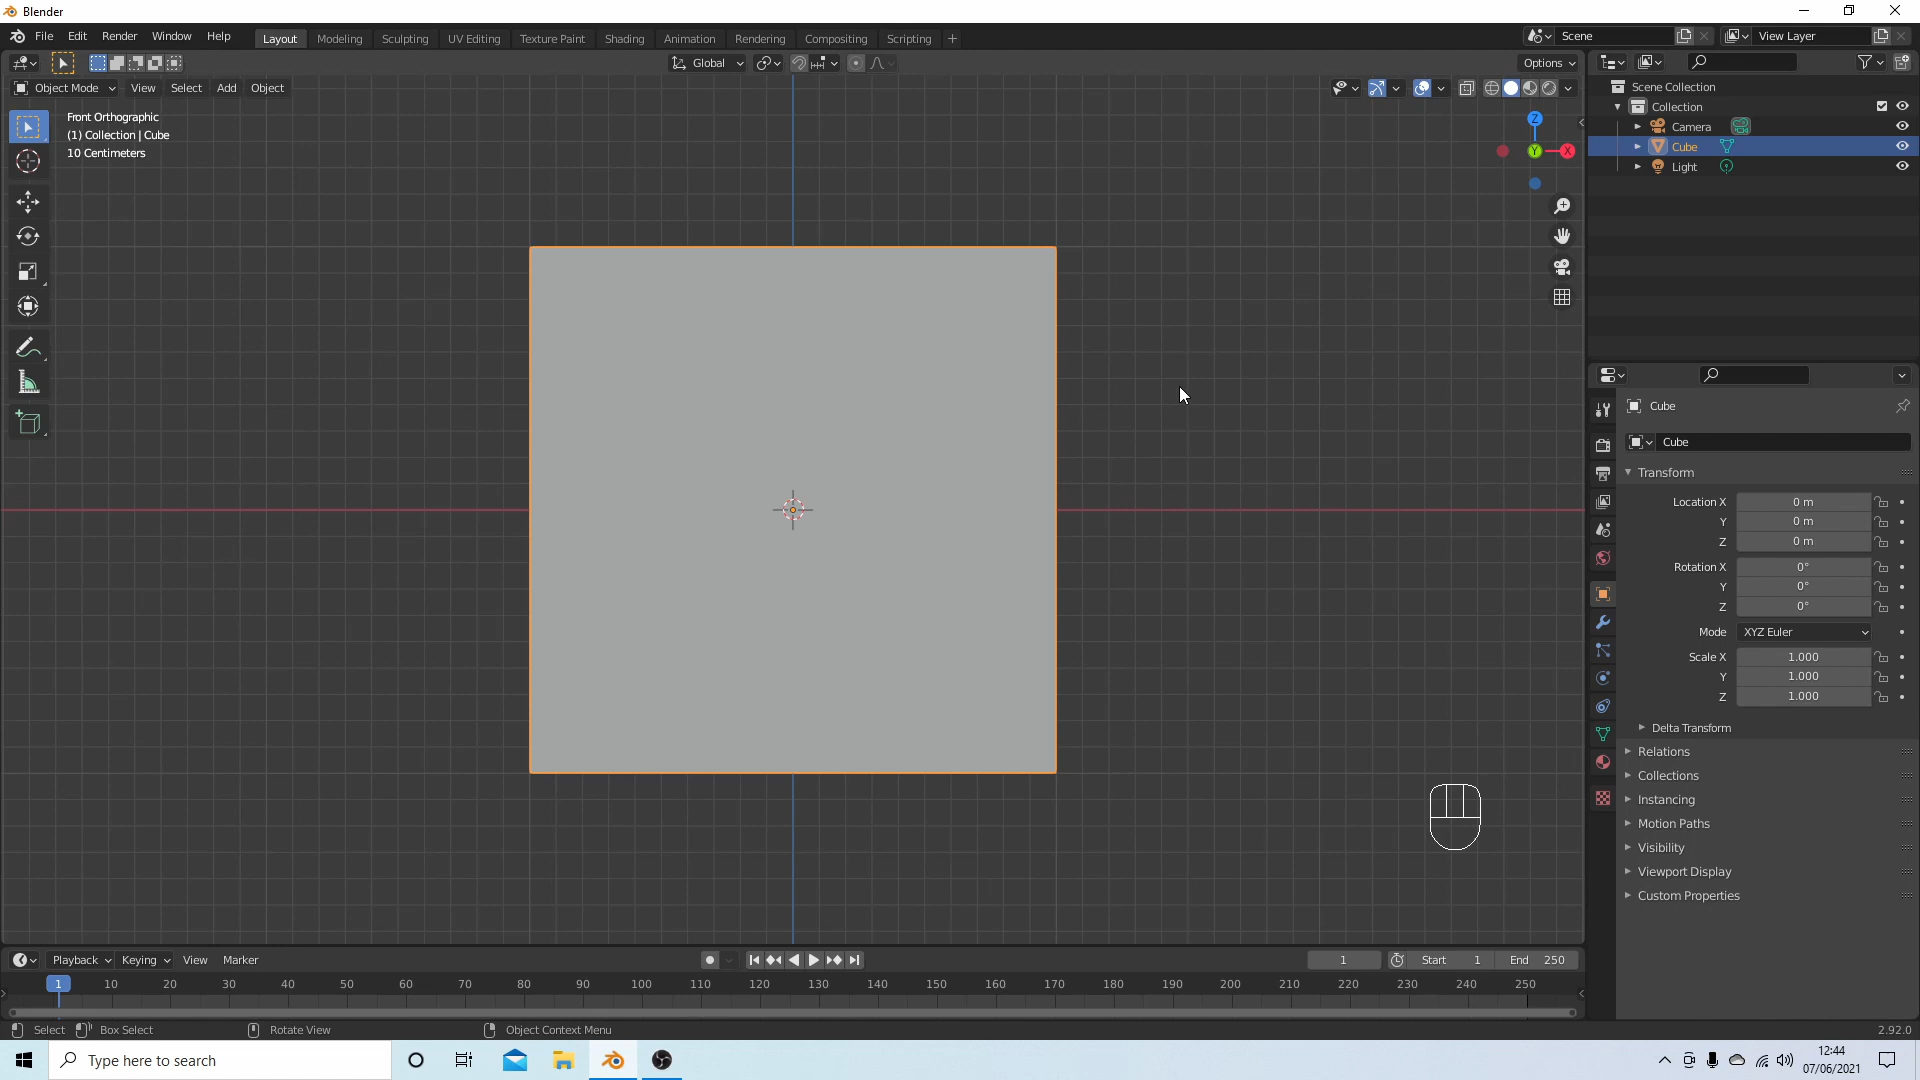 Blender
File Edit Render Window Help Layout Modeling Sculpting UV Editing Texture Paint Shading Animation Rendering Compositing Scripting + Scene View Layer
Global Options
Object Mode View Select Add Object
Front Orthographic
(1) Collection | Cube
10 Centimeters
Z
Y
X
Scene Collection
Collection
Camera
Cube
Light
Cube
Cube
Transform
Location X 0 m
Y 0 m
Z 0 m
Rotation X 0°
Y 0°
Z 0°
Mode XYZ Euler
Scale X 1.000
Y 1.000
Z 1.000
Delta Transform
Relations
Collections
Instancing
Motion Paths
Visibility
Viewport Display
Custom Properties
Playback Keying View Marker 1 Start 1 End 250
1 10 20 30 40 50 60 70 80 90 100 110 120 130 140 150 160 170 180 190 200 210 220 230 240 250
Select Box Select Rotate View Object Context Menu 2.92.0
Type here to search
12:44
07/06/2021